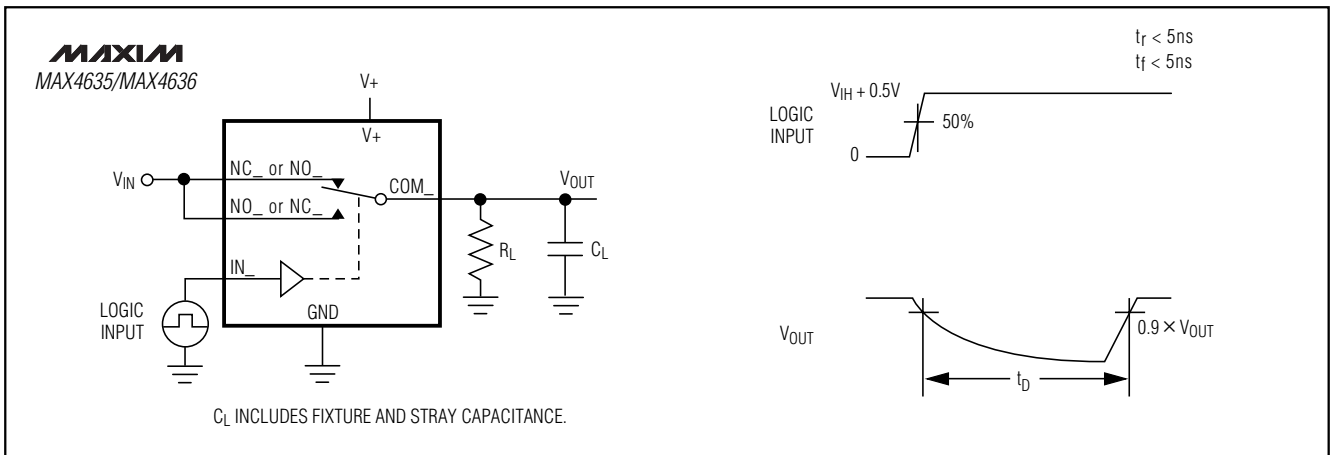 MAXIM
MAX4635/MAX4636
V+
V+
NC_ or NO_
VIN
COM_
VOUT
NO_ or NC_
RL
CL
IN_
LOGIC
INPUT
GND
CL INCLUDES FIXTURE AND STRAY CAPACITANCE.
tr < 5ns
tf < 5ns
VIH + 0.5V
LOGIC
INPUT
50%
0
VOUT
0.9 × VOUT
tD